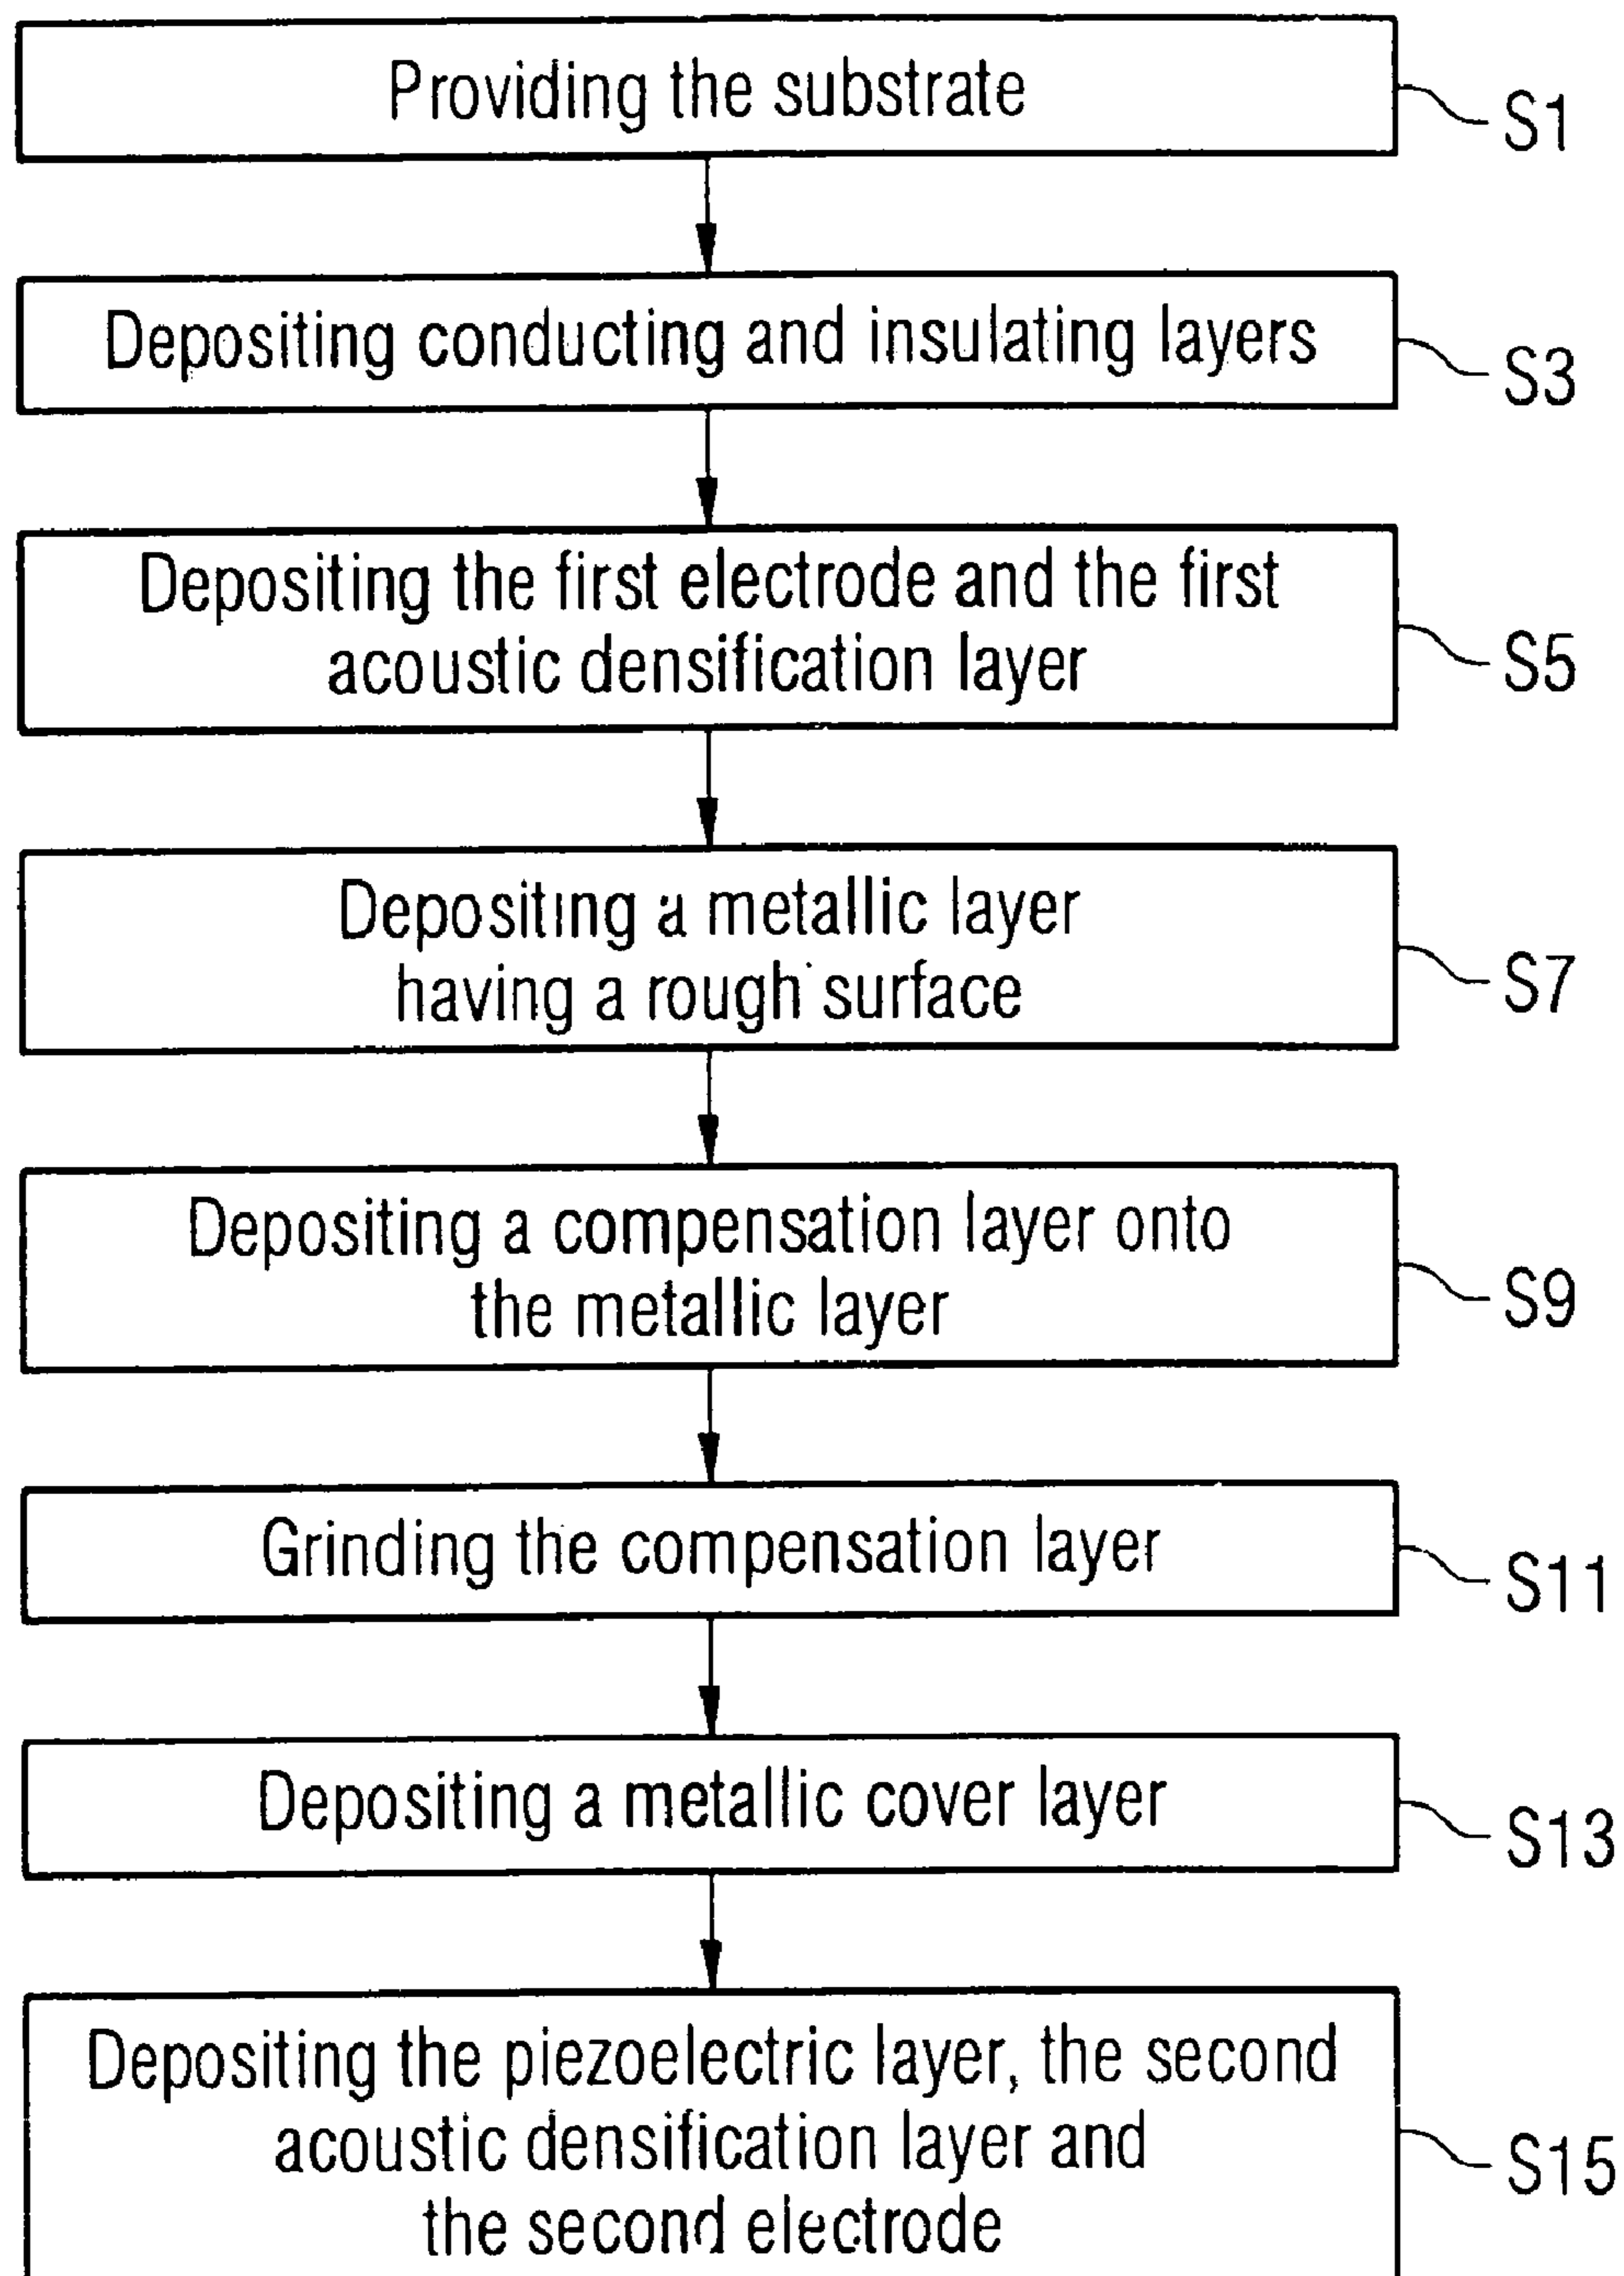 Providing the substrate
S1
Depositing conducting and insulating layers
S3
Depositing the first electrode and the first
acoustic densification layer
S5
Depositing a metallic layer
having a rough surface
S7
Depositing a compensation layer onto
the metallic layer
S9
Grinding the compensation layer
S11
Depositing a metallic cover layer
S13
Depositing the piezoelectric layer, the second
acoustic densification layer and
the second electrode
S15